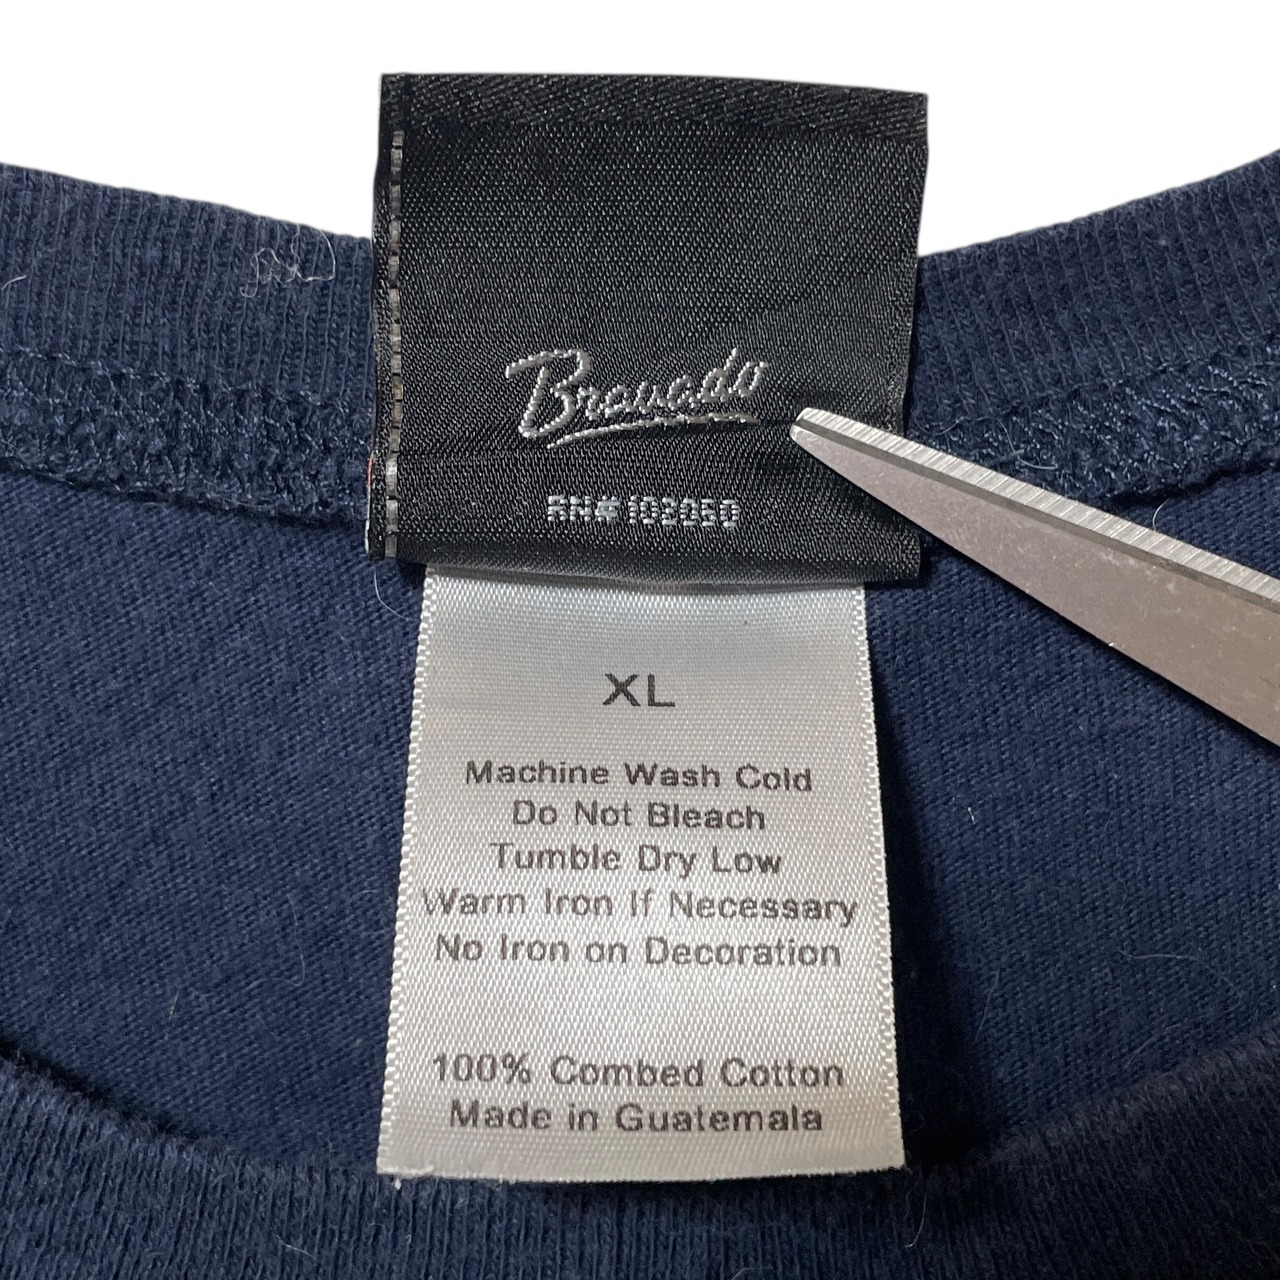 Bravado
RN# 102050
XL
Machine Wash Cold
Do Not Bleach
Tumble Dry Low
Warm Iron If Necessary
No Iron on Decoration
100% Combed Cotton
Made in Guatemala